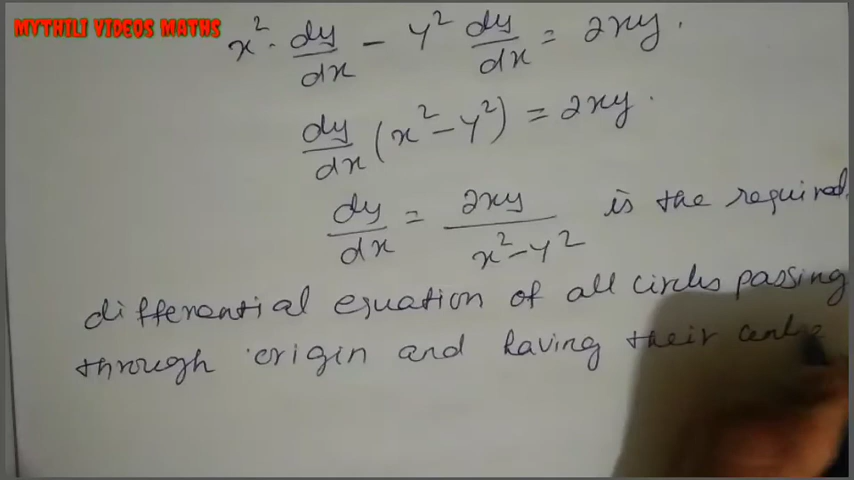 MYTHILI VIDEOS MATHS
x² · dy/dx - y² dy/dx = 2xy.
dy/dx (x² - y²) = 2xy.
dy/dx = 2xy/(x² - y²) is the required
differential equation of all circles passing
through origin and having their